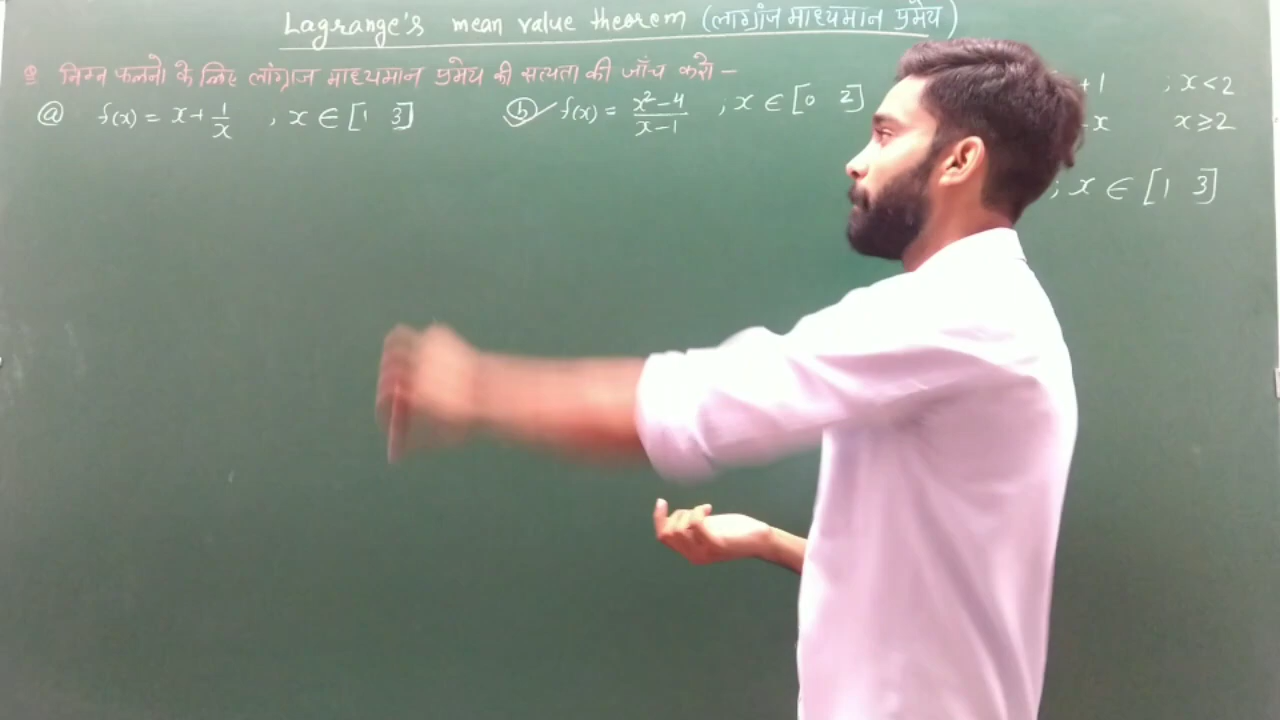 Lagrange's mean value theorem (लाग्रांज माध्यमान प्रमेय)
Q निम्न फलनो के लिए लांग्राज माध्यमान प्रमेय की सत्यता की जाँच करो -
(a) f(x) = x + 1/x , x ∈ [1 3]
(b) f(x) = x²-4/x-1 , x ∈ [0 2]
+1 ; x < 2
-x x ≥ 2
; x ∈ [1 3]